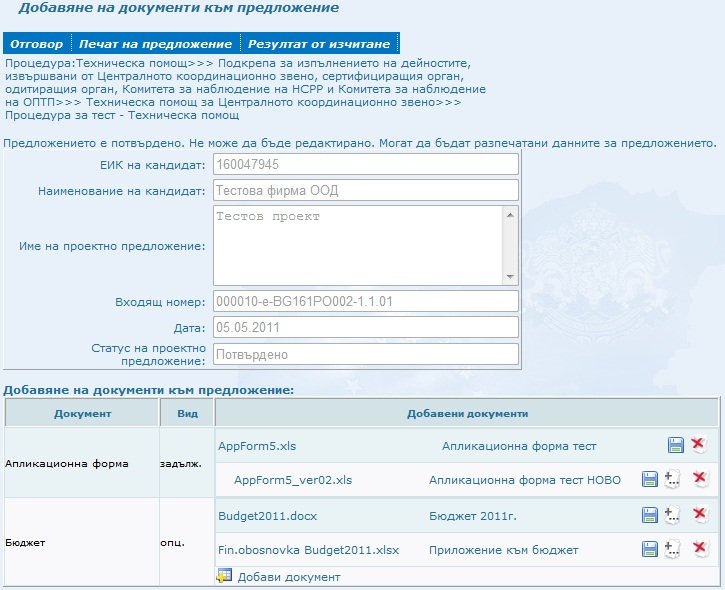 Добавяне на документи към предложение
Отговор Печат на предложение Резултат от изчитане
Процедура:Техническа помощ>>> Подкрепа за изпълнението на дейностите,
извършвани от Централното координационно звено, сертифициращия орган,
одитиращия орган, Комитета за наблюдение на НСРР и Комитета за наблюдение
на ОПТП>>> Техническа помощ за Централното координационно звено>>>
Процедура за тест - Техническа помощ
Предложението е потвърдено. Не може да бъде редактирано. Могат да бъдат разпечатани данните за предложението.
ЕИК на кандидат: 160047945
Наименование на кандидат: Тестова фирма ООД
Име на проектно предложение: Тестов проект
Входящ номер: 000010-e-BG161PO002-1.1.01
Дата: 05.05.2011
Статус на проектно
предложение: Потвърдено
Добавяне на документи към предложение:
Документ Вид Добавени документи
Апликационна форма задълж.
AppForm5.xls Апликационна форма тест
AppForm5_ver02.xls Апликационна форма тест НОВО
Бюджет опц.
Budget2011.docx Бюджет 2011г.
Fin.obosnovka Budget2011.xlsx Приложение към бюджет
Добави документ